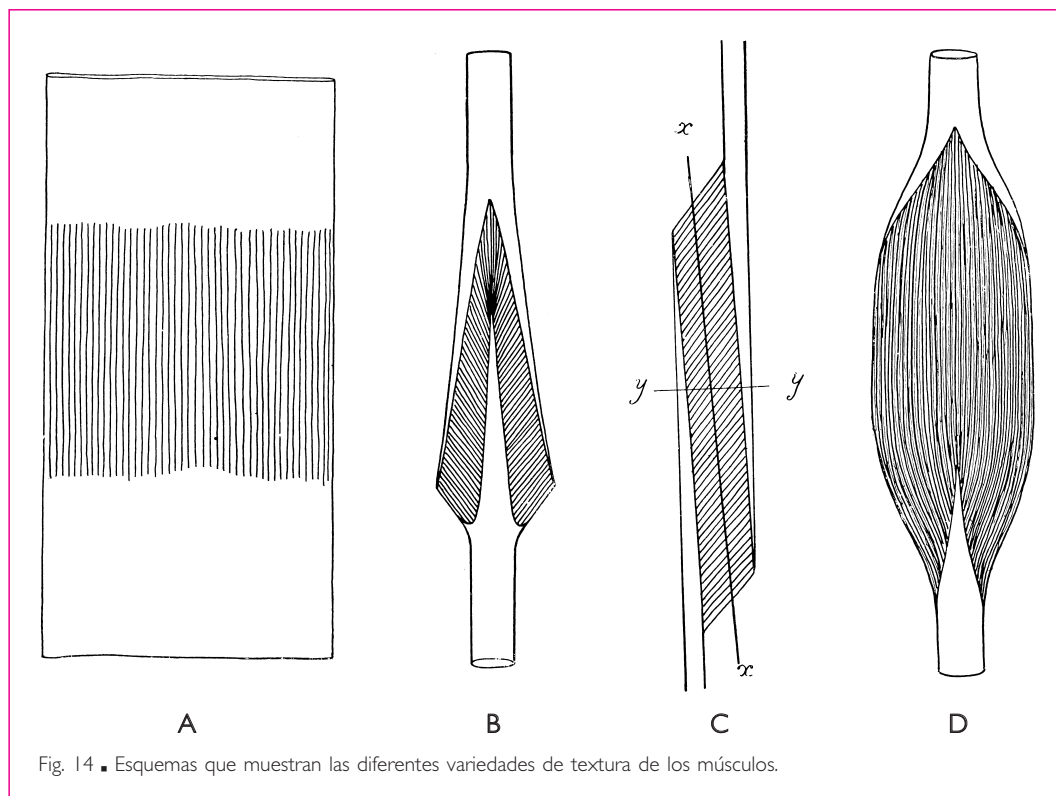 x
y y
x
A B C D
Fig. 14 ▪ Esquemas que muestran las diferentes variedades de textura de los músculos.